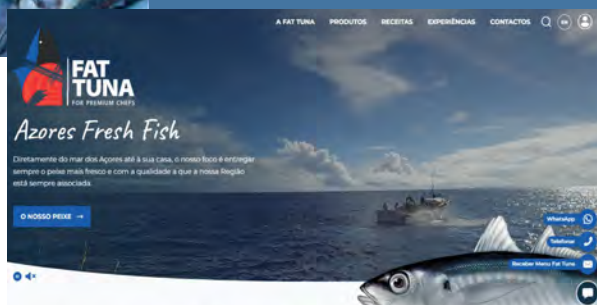 A FAT TUNA PRODUTOS RECEITAS EXPERIÊNCIAS CONTACTOS EN
FAT
TUNA
FOR PREMIUM CHEFS
Azores Fresh Fish
Diretamente do mar dos Açores até à sua casa, o nosso foco é entregar
sempre o peixe mais fresco e com a qualidade a que a nossa Região
está sempre associada.
O NOSSO PEIXE →
WhatsApp
Telefonar
Receber Menu Fat Tuna